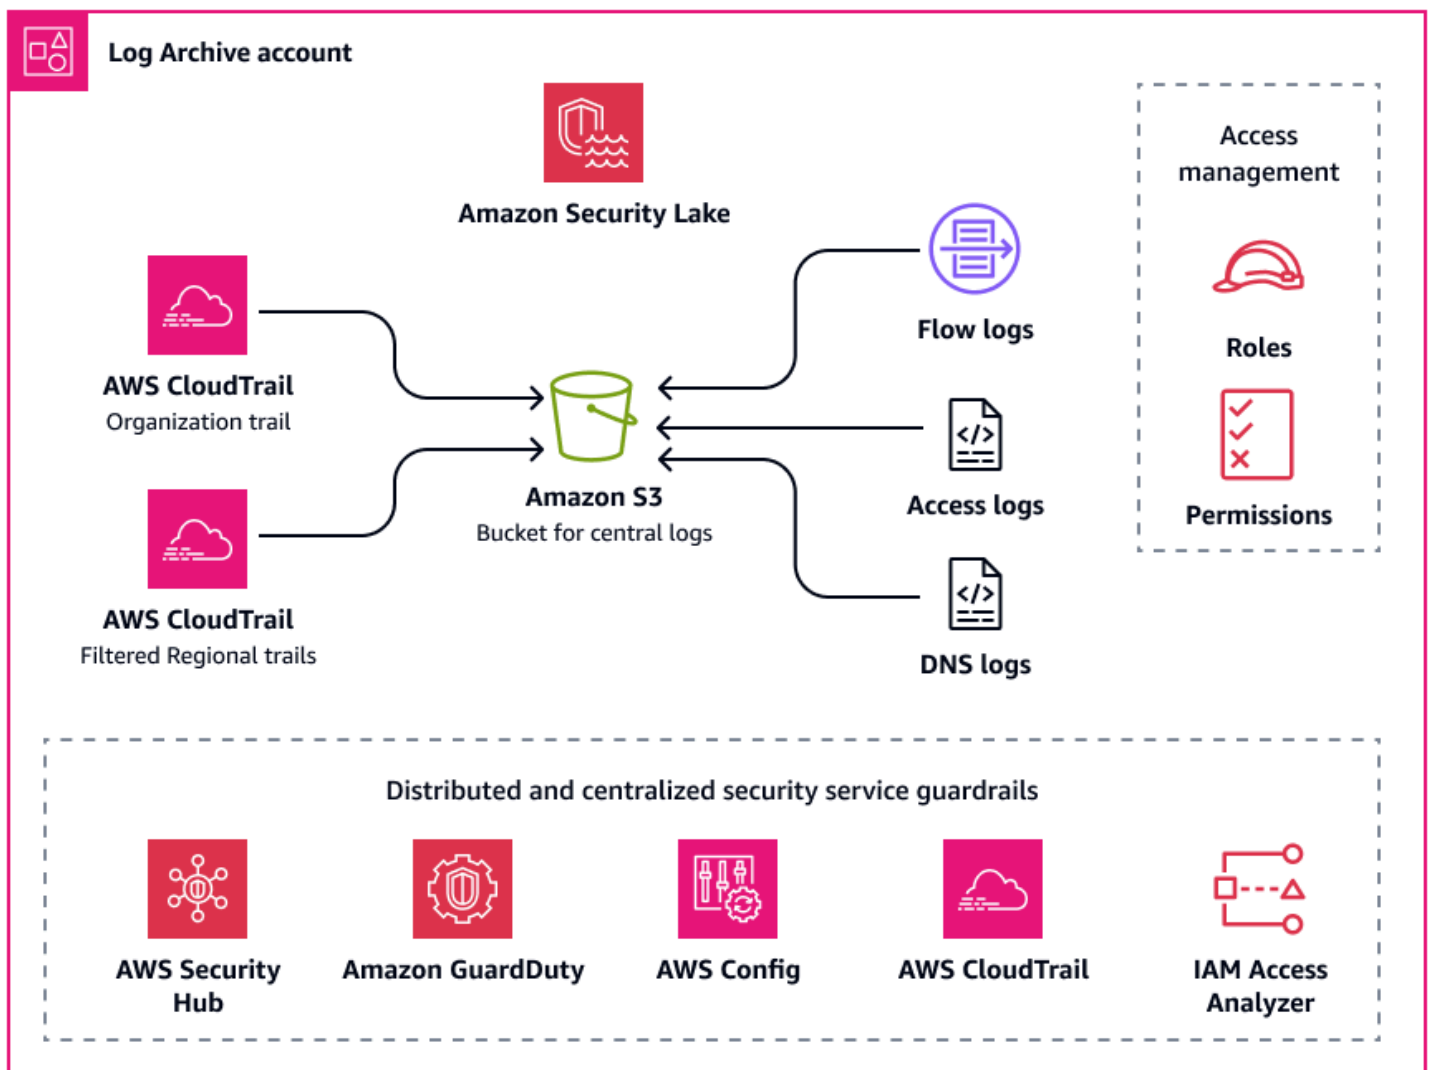 Log Archive account
Amazon Security Lake
Access
management
Flow logs
Roles
AWS CloudTrail
Organization trail
Amazon S3
Bucket for central logs
Access logs
Permissions
AWS CloudTrail
Filtered Regional trails
DNS logs
Distributed and centralized security service guardrails
AWS Security
Hub
Amazon GuardDuty
AWS Config
AWS CloudTrail
IAM Access
Analyzer